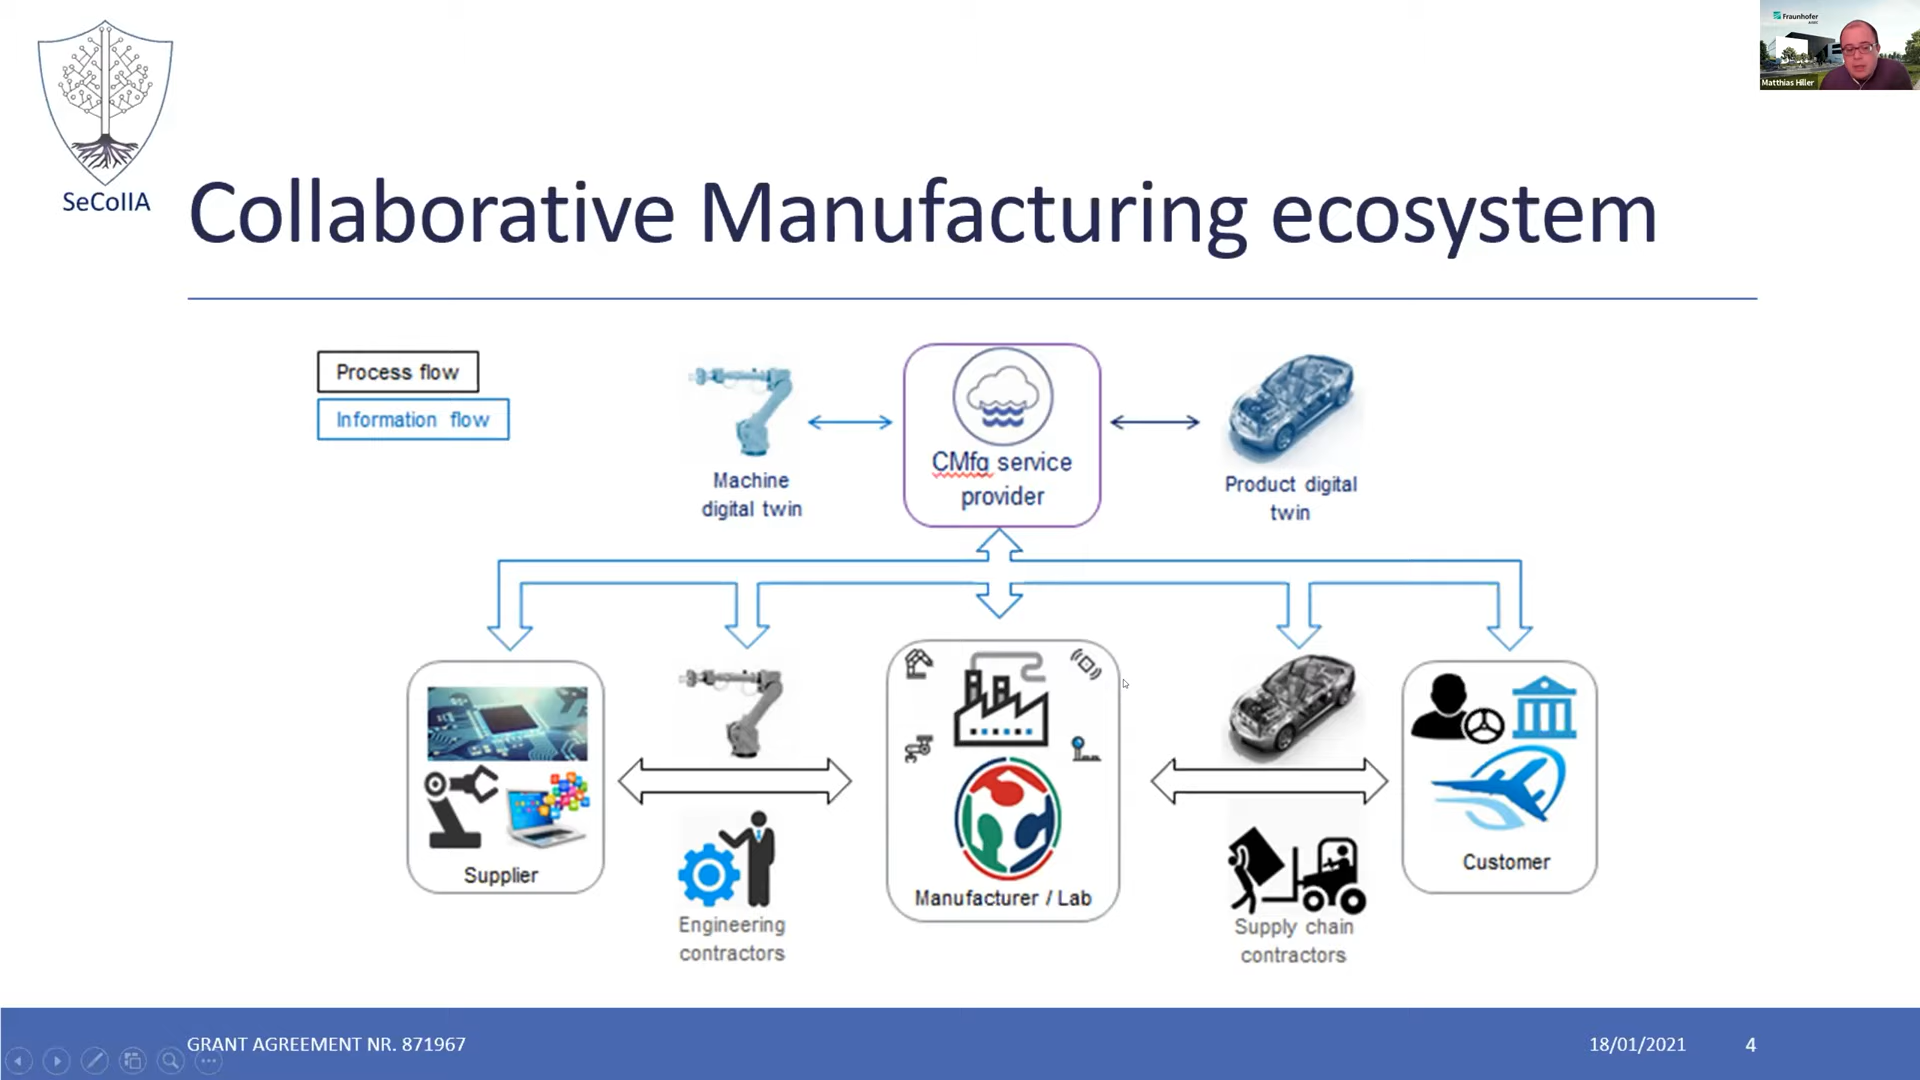 Fraunhofer
Matthias Hiller
SeCoIIA
Collaborative Manufacturing ecosystem
Process flow
Information flow
Machine
digital twin
CMfg service
provider
Product digital
twin
Supplier
Engineering
contractors
Manufacturer / Lab
Supply chain
contractors
Customer
GRANT AGREEMENT NR. 871967
18/01/2021
4